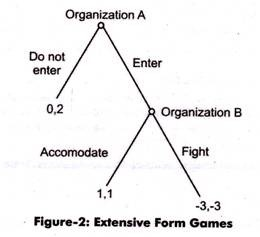 Organization A
Do not
enter
Enter
0,2
Organization B
Accomodate
Fight
1,1
-3,-3
Figure-2: Extensive Form Games